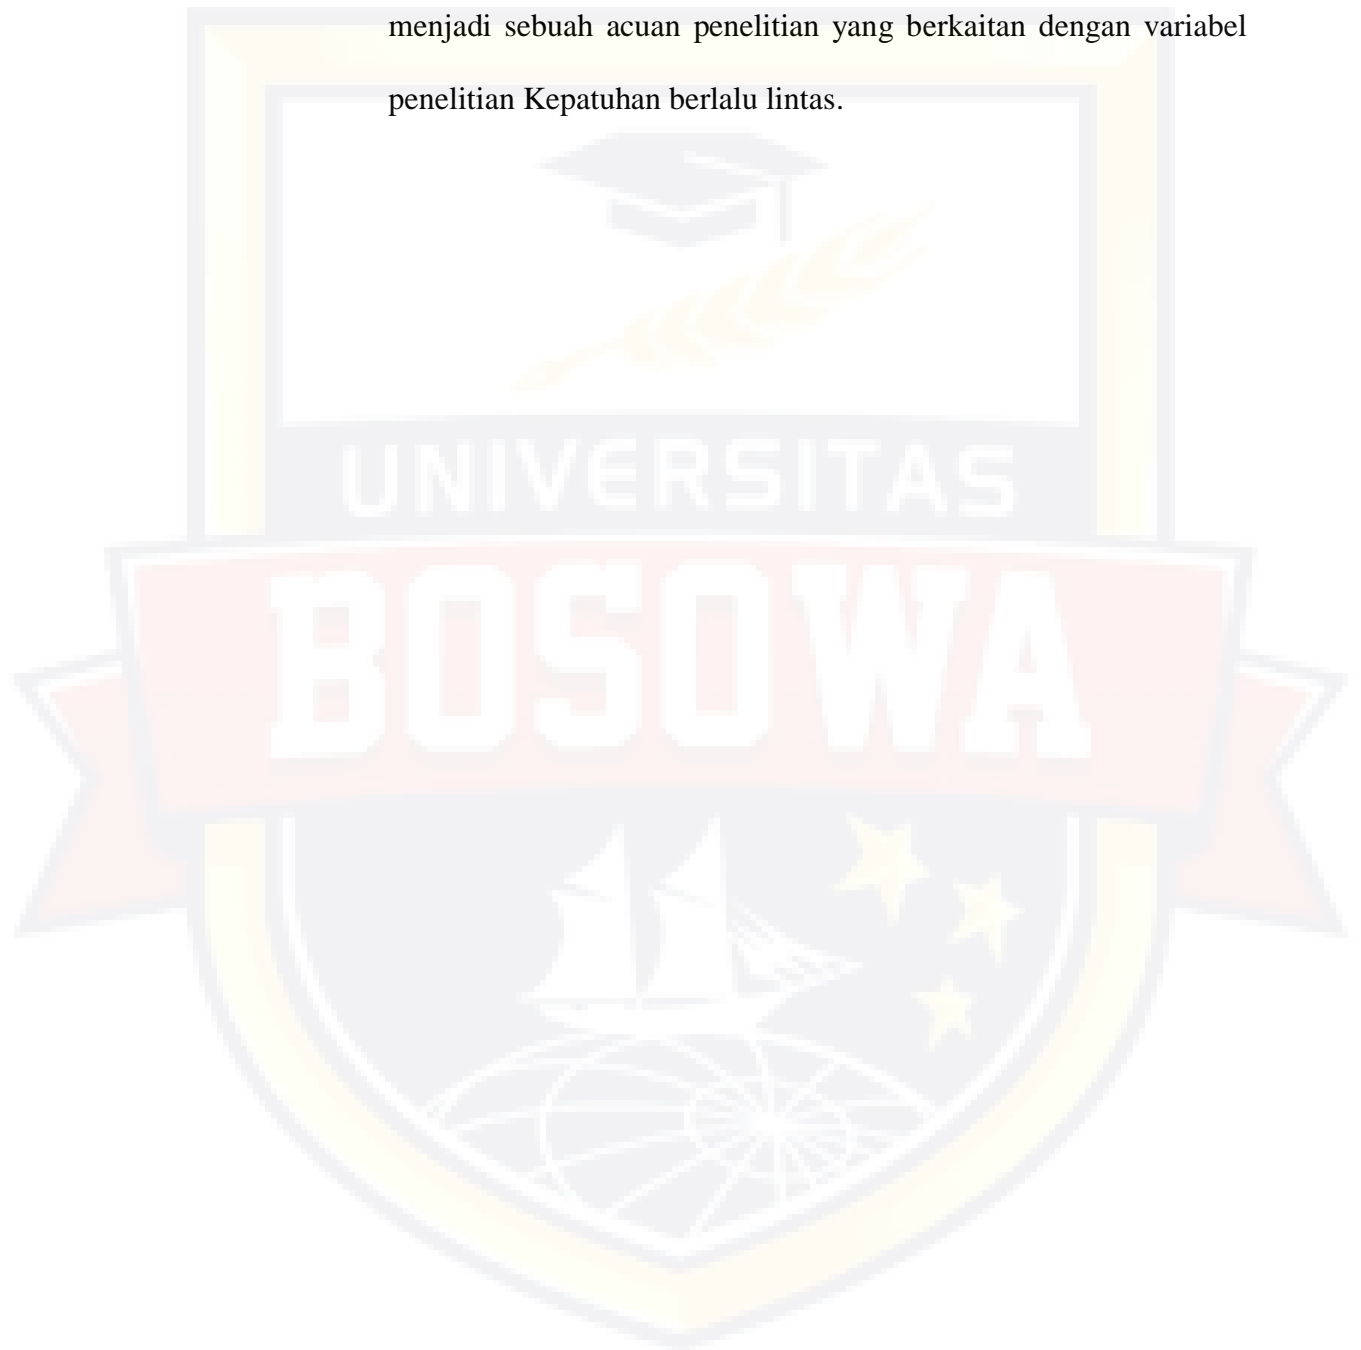 menjadi sebuah acuan penelitian yang berkaitan dengan variabel
penelitian Kepatuhan berlalu lintas.
UNIVERSITAS
BOSOWA